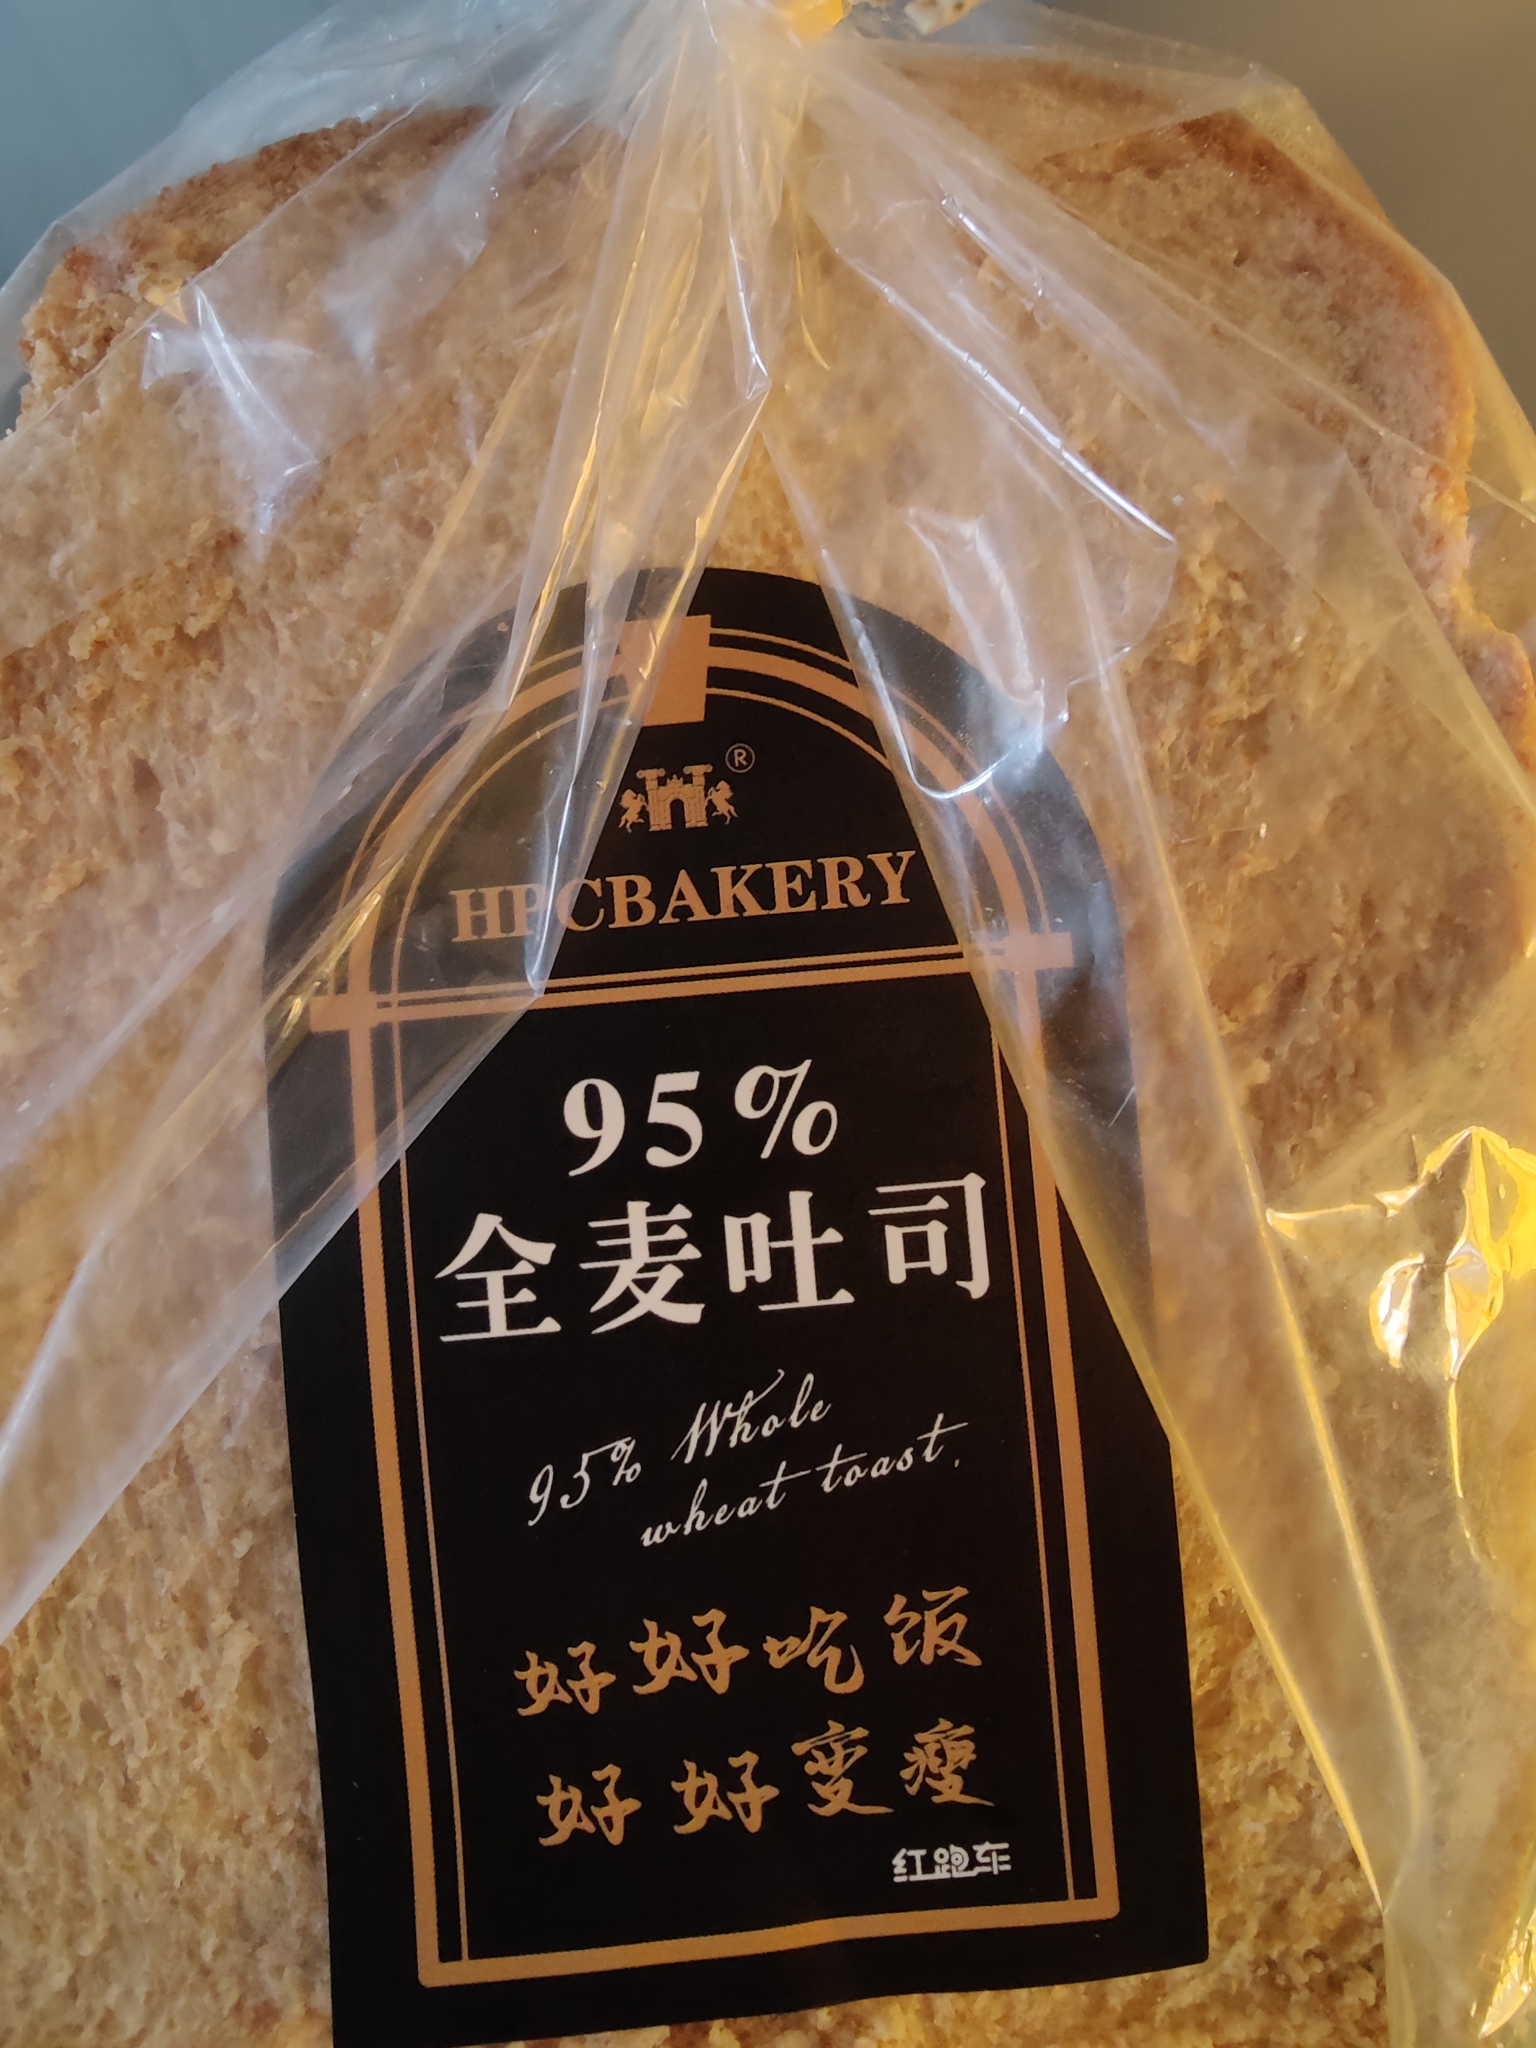 ®
HPCBAKERY
95%
全麦吐司
95% Whole
wheat toast.
好好吃饭
好好变瘦
红跑车